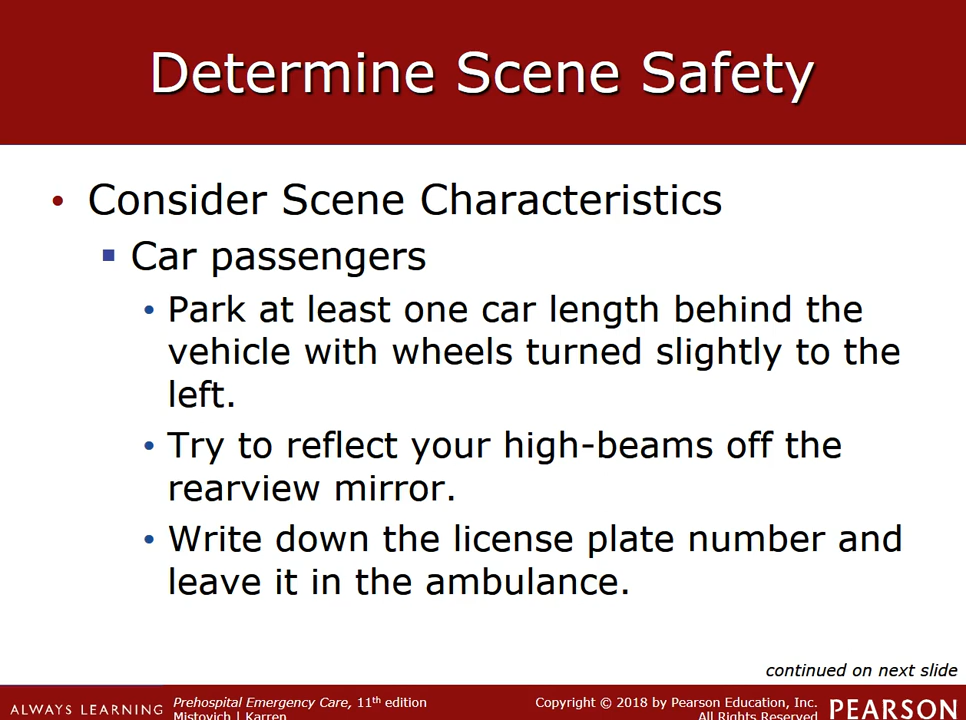 Determine Scene Safety
• Consider Scene Characteristics
▪ Car passengers
• Park at least one car length behind the
vehicle with wheels turned slightly to the
left.
• Try to reflect your high-beams off the
rearview mirror.
• Write down the license plate number and
leave it in the ambulance.
continued on next slide
ALWAYS LEARNING
Prehospital Emergency Care, 11th edition
Mistovich | Karren
Copyright © 2018 by Pearson Education, Inc.
All Rights Reserved
PEARSON